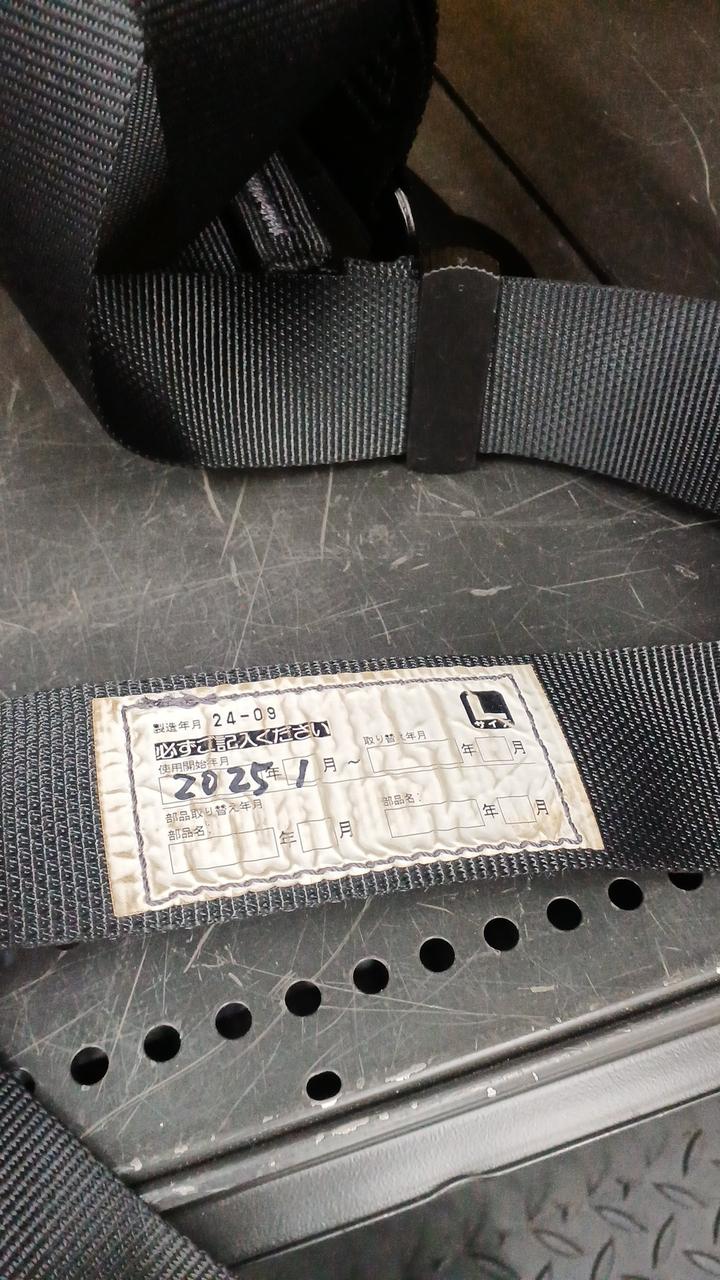 製造年月 24-09
L
サイズ
必ずご記入ください
使用開始年月
取り替え年月
2025年 1 月 ~ 年 月
部品取り替え年月
部品名: 年 月
部品名: 年 月